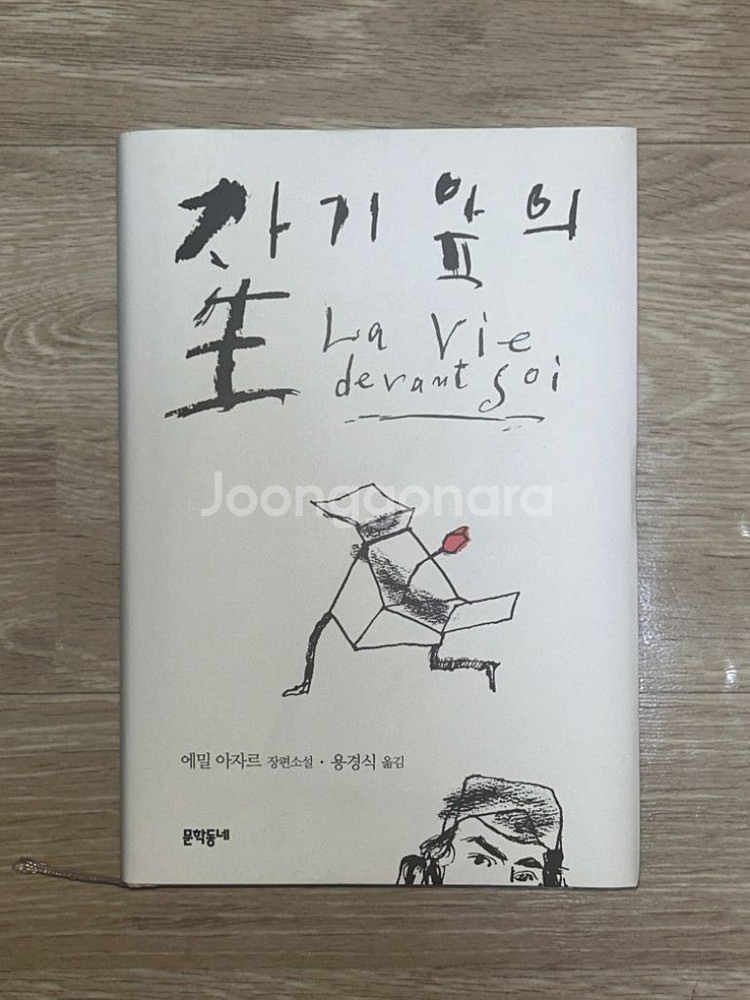 자기 앞의
生 La Vie
devant soi
Joonggonara
에밀 아자르 장편소설 · 용경식 옮김
문학동네